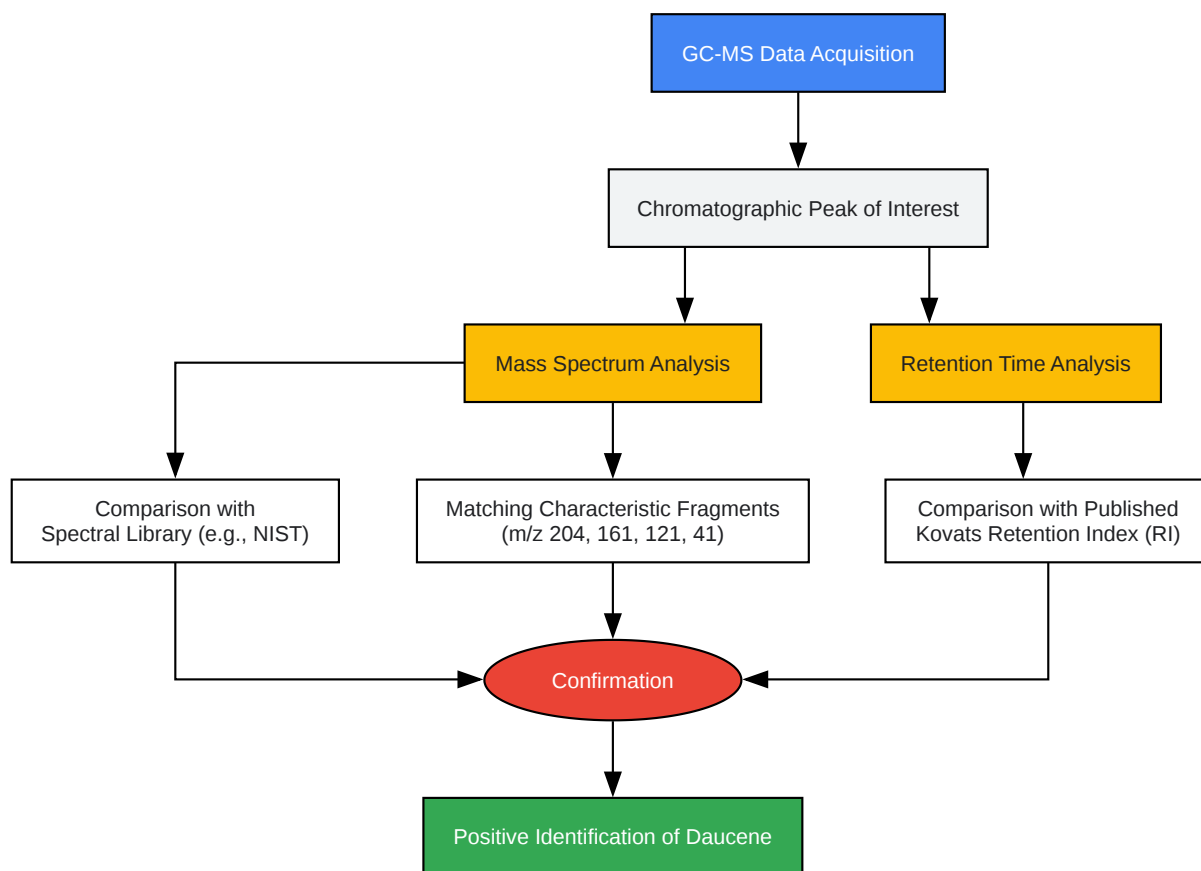 GC-MS Data Acquisition
Chromatographic Peak of Interest
Mass Spectrum Analysis
Retention Time Analysis
Comparison with
Spectral Library (e.g., NIST)
Matching Characteristic Fragments
(m/z 204, 161, 121, 41)
Comparison with Published
Kovats Retention Index (RI)
Confirmation
Positive Identification of Daucene